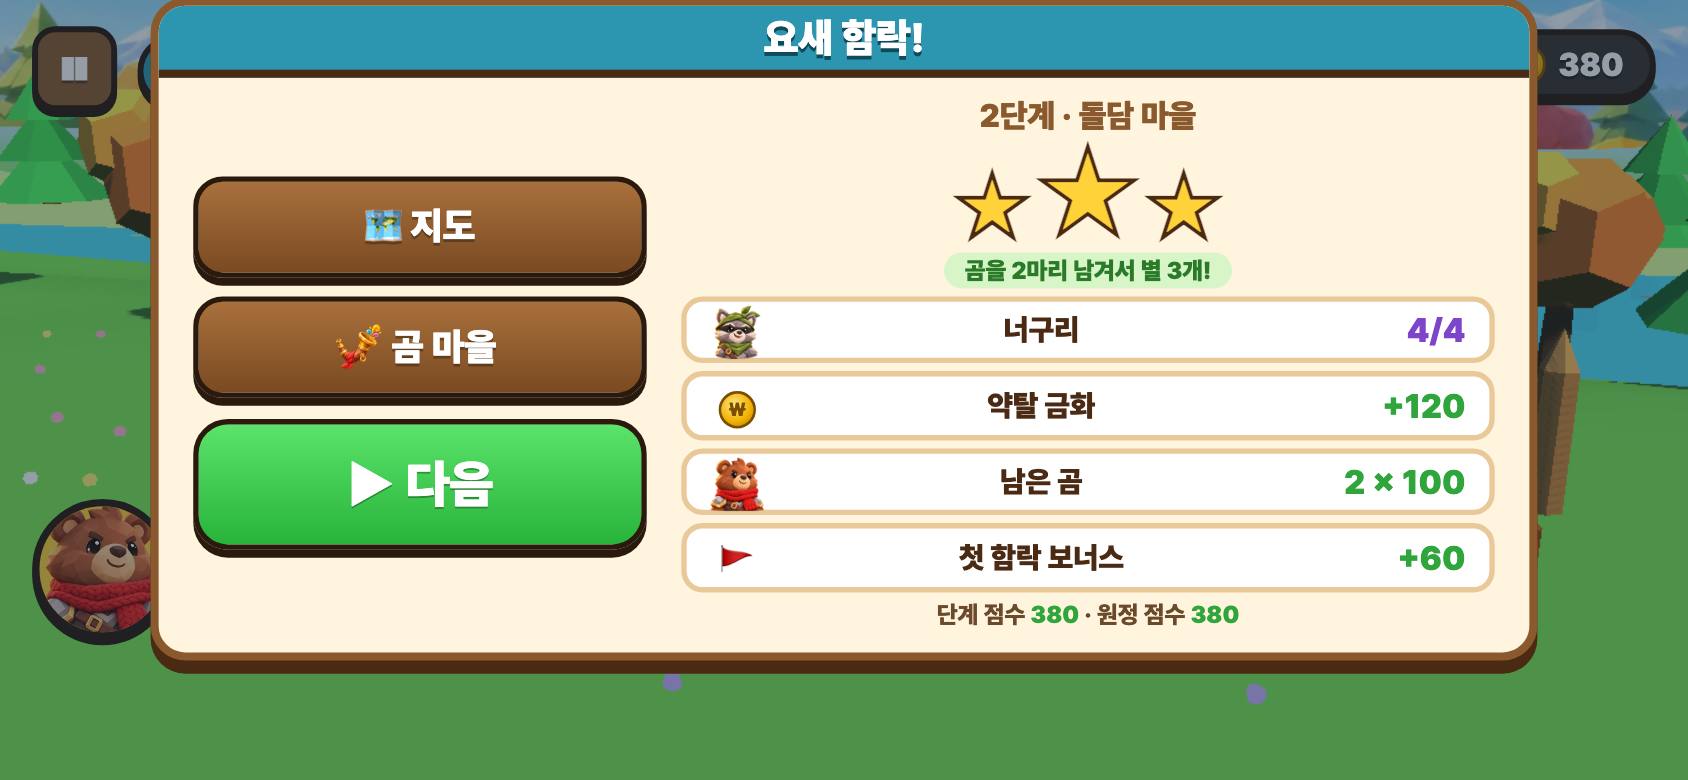 요새 함락!
380
2단계 · 돌담 마을
곰을 2마리 남겨서 별 3개!
지도
곰 마을
다음
너구리 4/4
약탈 금화 +120
남은 곰 2 × 100
첫 함락 보너스 +60
단계 점수 380 · 원정 점수 380